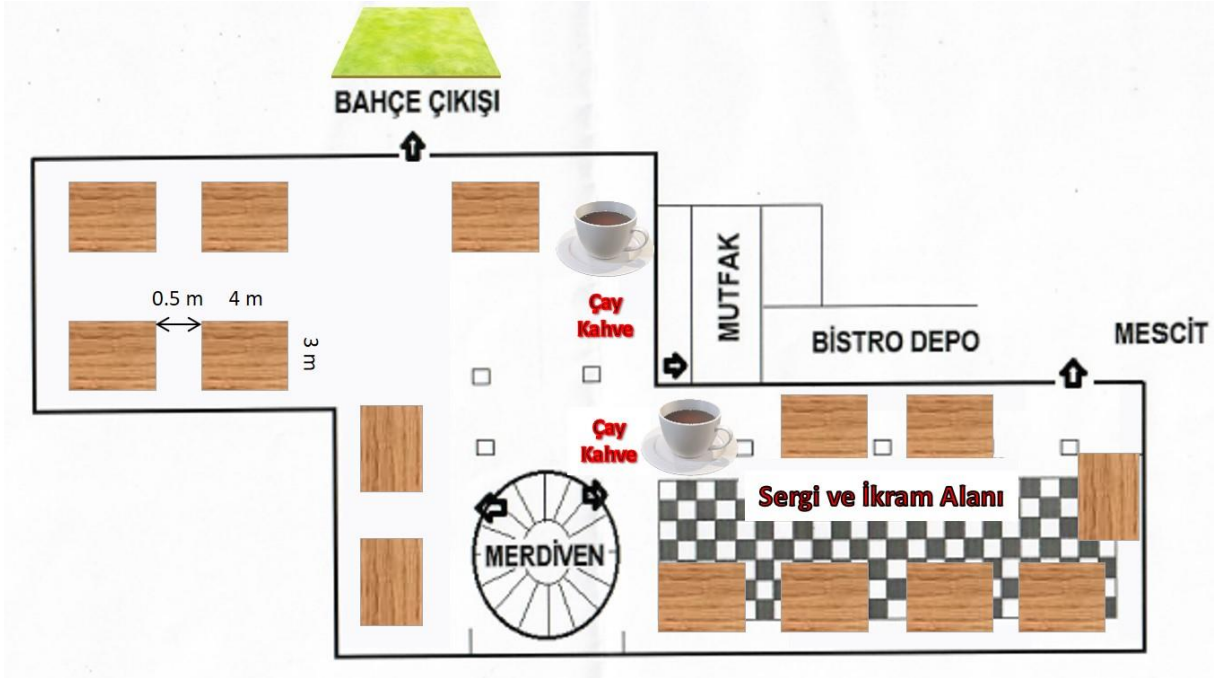 BAHÇE ÇIKIŞI
0.5 m
4 m
3 m
Çay
Kahve
MUTFAK
BİSTRO DEPO
MESCİT
Çay
Kahve
Sergi ve İkram Alanı
MERDİVEN